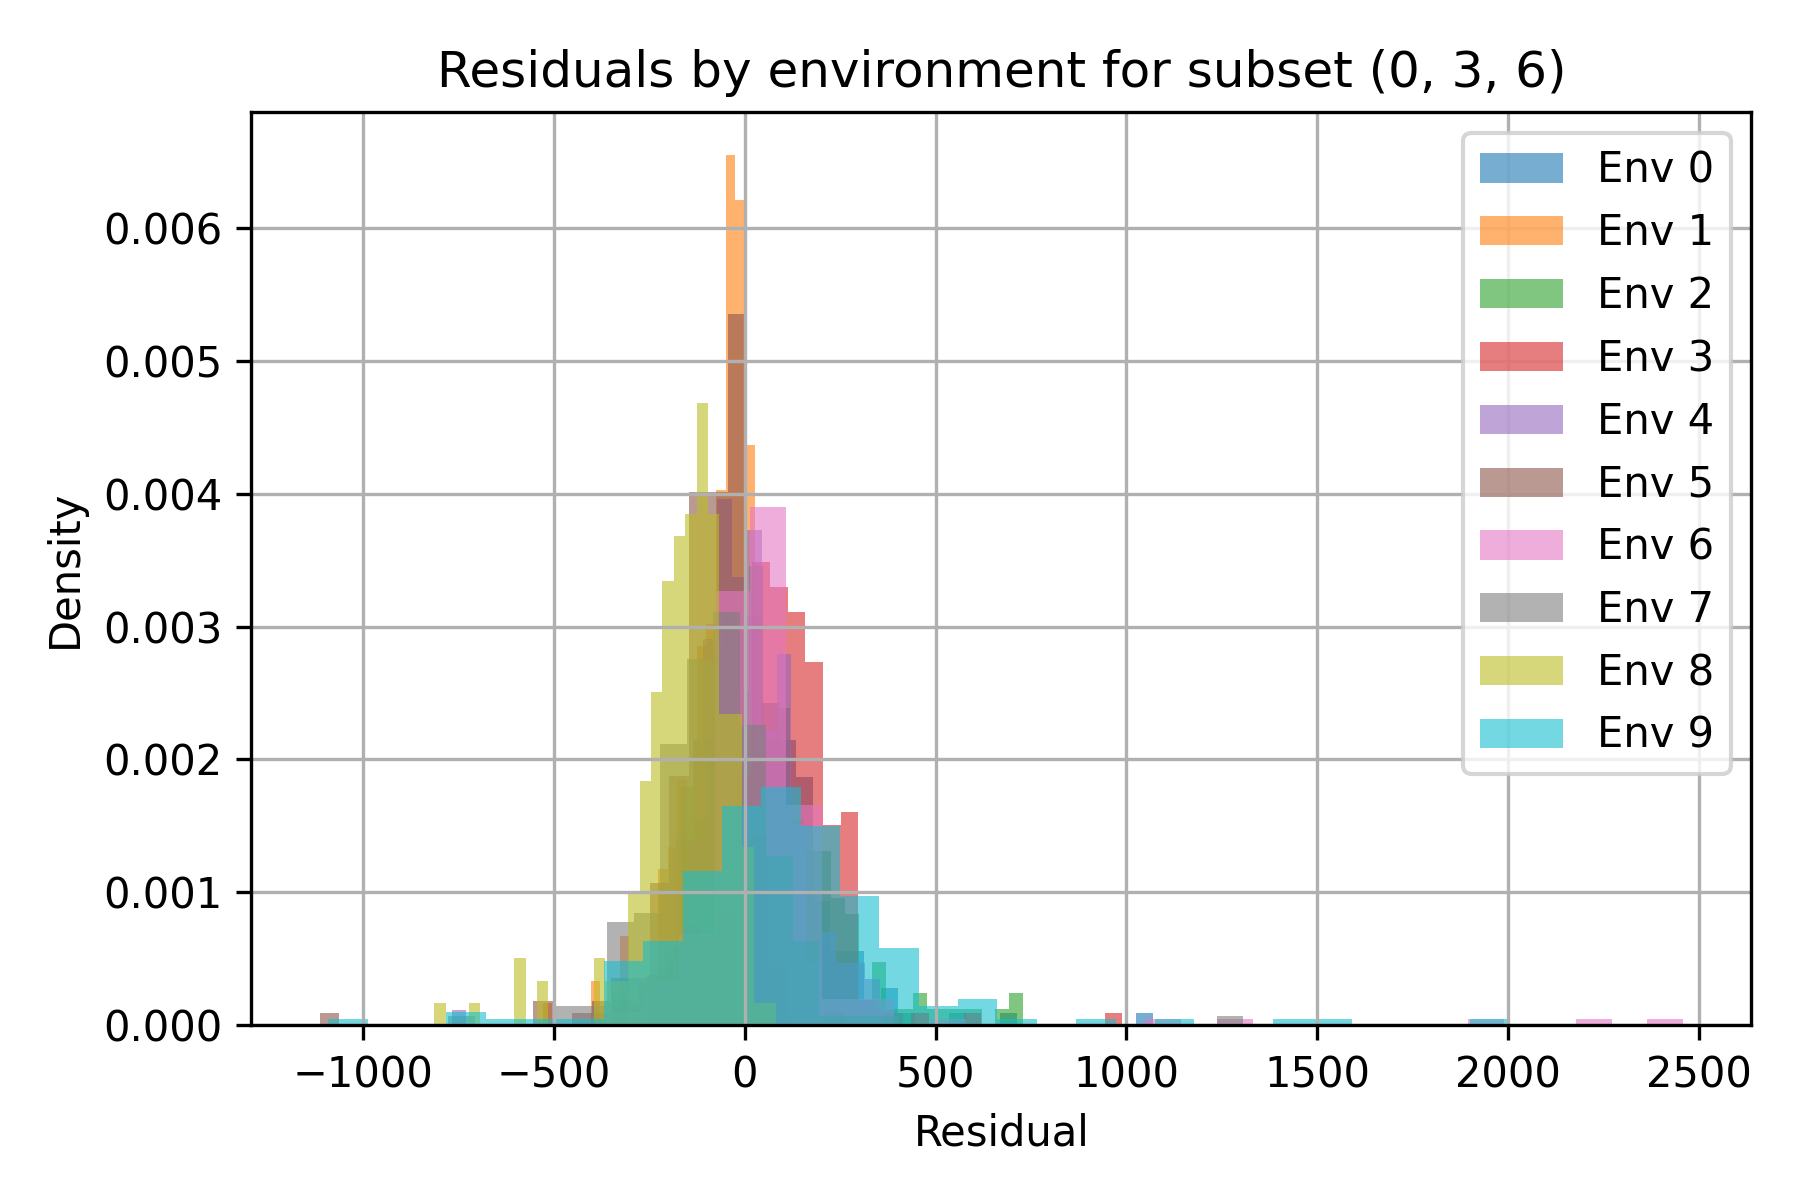 Residuals by environment for subset (0, 3, 6)
Density
0.006
0.005
0.004
0.003
0.002
0.001
0.000
−1000
−500
0
500
1000
1500
2000
2500
Residual
Env 0
Env 1
Env 2
Env 3
Env 4
Env 5
Env 6
Env 7
Env 8
Env 9